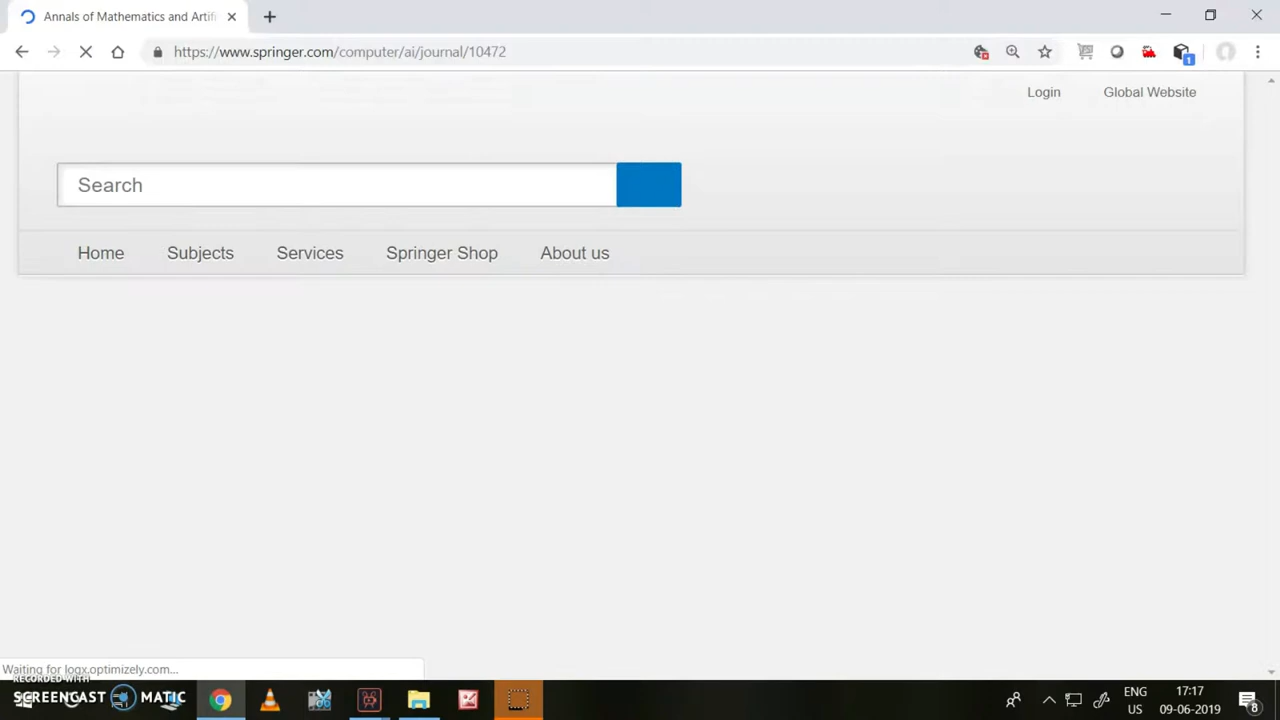 Annals of Mathematics and Artifi
https://www.springer.com/computer/ai/journal/10472
1
Login Global Website
Search
Home Subjects Services Springer Shop About us
Waiting for logx.optimizely.com...
RECORDED WITH
SCREENCAST MATIC
ENG 17:17
US 09-06-2019 8